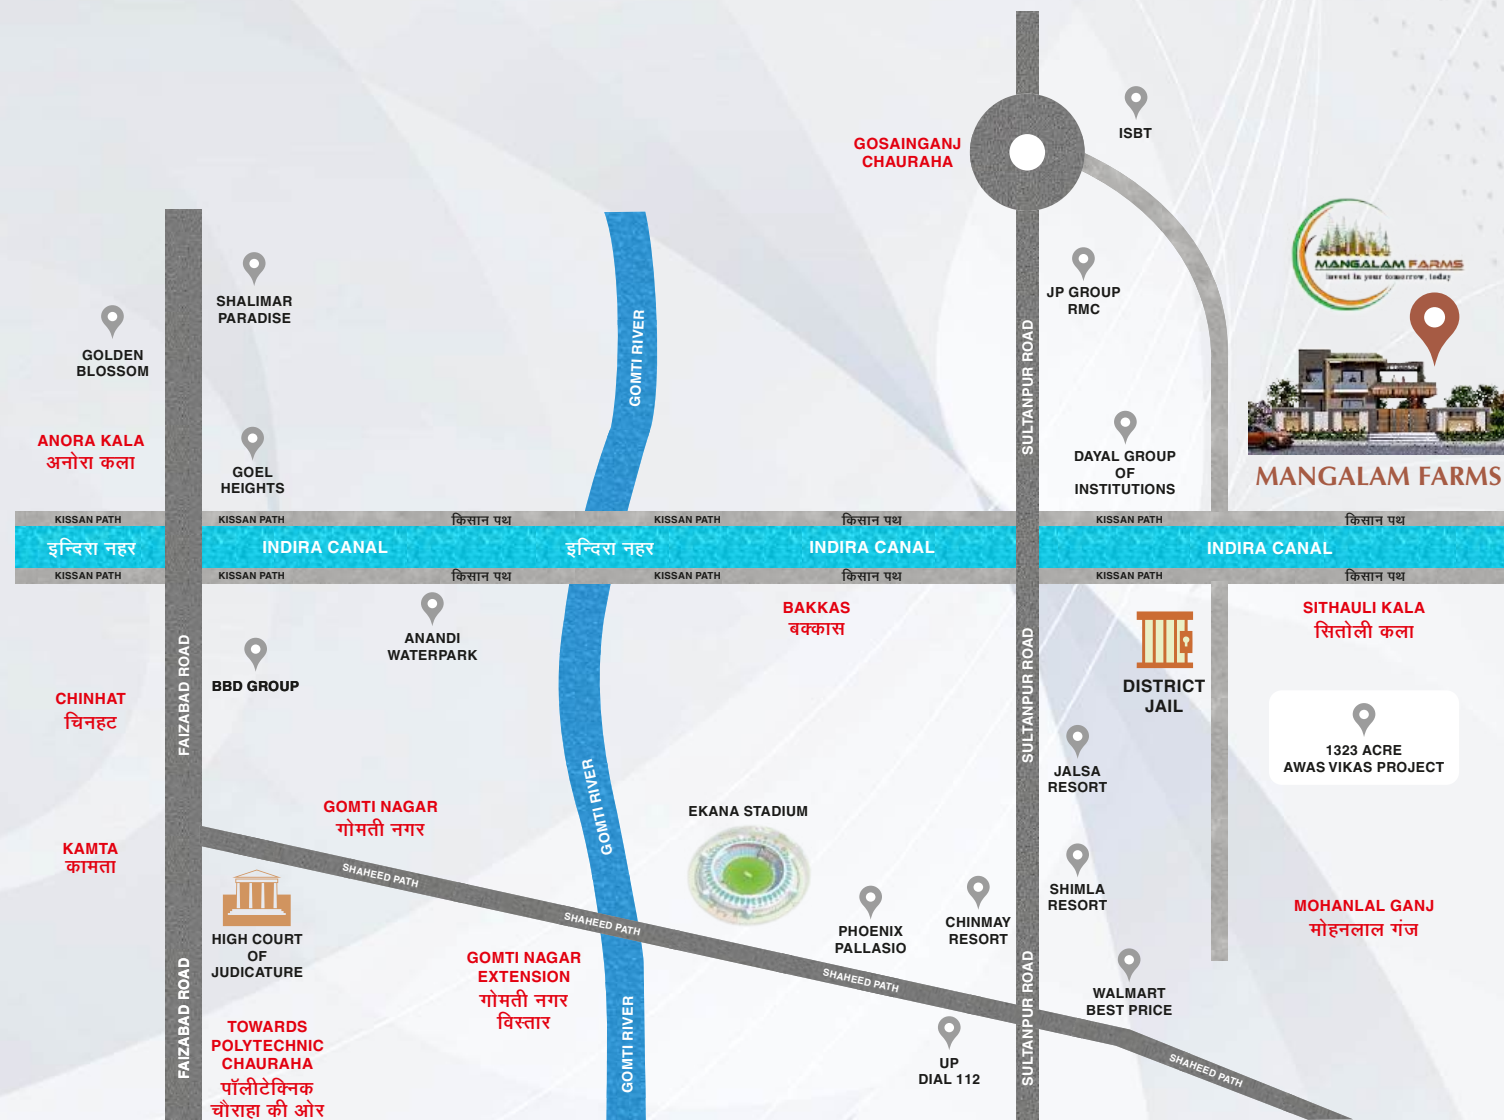 ISBT
GOSAINGANJ
CHAURAHA
MANGALAM FARMS
Invest in your tomorrow, today
SHALIMAR
PARADISE
JP GROUP
RMC
GOLDEN
BLOSSOM
GOMTI RIVER
SULTANPUR ROAD
ANORA KALA
अनोरा कला
GOEL
HEIGHTS
DAYAL GROUP
OF
INSTITUTIONS
MANGALAM FARMS
KISSAN PATH
KISSAN PATH
किसान पथ
KISSAN PATH
किसान पथ
KISSAN PATH
किसान पथ
इन्दिरा नहर
INDIRA CANAL
इन्दिरा नहर
INDIRA CANAL
INDIRA CANAL
KISSAN PATH
KISSAN PATH
किसान पथ
KISSAN PATH
किसान पथ
KISSAN PATH
किसान पथ
BAKKAS
बक्कास
SITHAULI KALA
सितोली कला
ANANDI
WATERPARK
FAIZABAD ROAD
BBD GROUP
SULTANPUR ROAD
DISTRICT
JAIL
CHINHAT
चिनहट
1323 ACRE
AWAS VIKAS PROJECT
JALSA
RESORT
GOMTI RIVER
GOMTI NAGAR
गोमती नगर
EKANA STADIUM
KAMTA
कामता
SHAHEED PATH
SHIMLA
RESORT
SHAHEED PATH
PHOENIX
PALLASIO
CHINMAY
RESORT
MOHANLAL GANJ
मोहनलाल गंज
HIGH COURT
OF
JUDICATURE
GOMTI NAGAR
EXTENSION
गोमती नगर
विस्तार
SHAHEED PATH
FAIZABAD ROAD
GOMTI RIVER
SULTANPUR ROAD
WALMART
BEST PRICE
TOWARDS
POLYTECHNIC
CHAURAHA
पॉलीटेक्निक
चौराहा की ओर
UP
DIAL 112
SHAHEED PATH